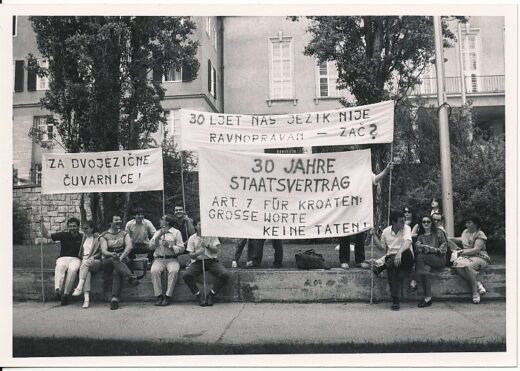 30 LJET NAŠ JEZIK NIJE
RAVNOPRAVAN – ZAČ?
ZA DVOJEZIČNE
ČUVARNICE!
30 JAHRE
STAATSVERTRAG
ART. 7 FÜR KROATEN:
GROSSE WORTE
KEINE TATEN!